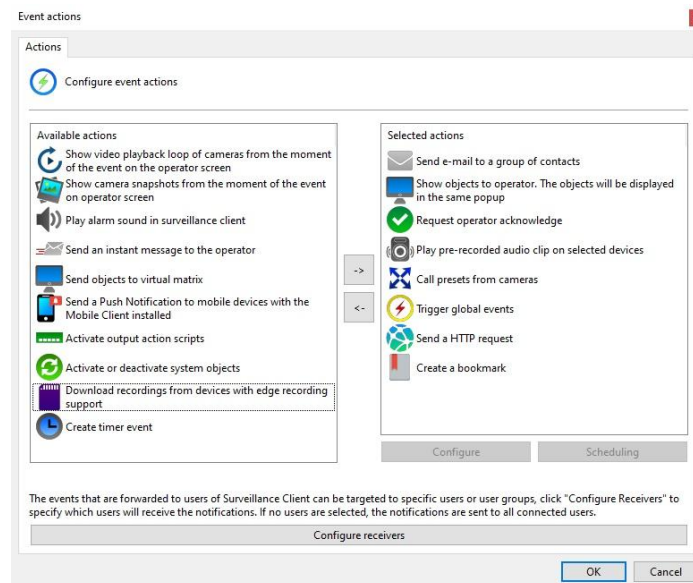 Event actions
Actions
Configure event actions
Available actions
Show video playback loop of cameras from the moment
of the event on the operator screen
Show camera snapshots from the moment of the event
on operator screen
Play alarm sound in surveillance client
Send an instant message to the operator
Send objects to virtual matrix
Send a Push Notification to mobile devices with the
Mobile Client installed
Activate output action scripts
Activate or deactivate system objects
Download recordings from devices with edge recording
support
Create timer event
->
<-
Selected actions
Send e-mail to a group of contacts
Show objects to operator. The objects will be displayed
in the same popup
Request operator acknowledge
Play pre-recorded audio clip on selected devices
Call presets from cameras
Trigger global events
Send a HTTP request
Create a bookmark
Configure
Scheduling
The events that are forwarded to users of Surveillance Client can be targeted to specific users or user groups, click "Configure Receivers" to
specify which users will receive the notifications. If no users are selected, the notifications are sent to all connected users.
Configure receivers
OK
Cancel